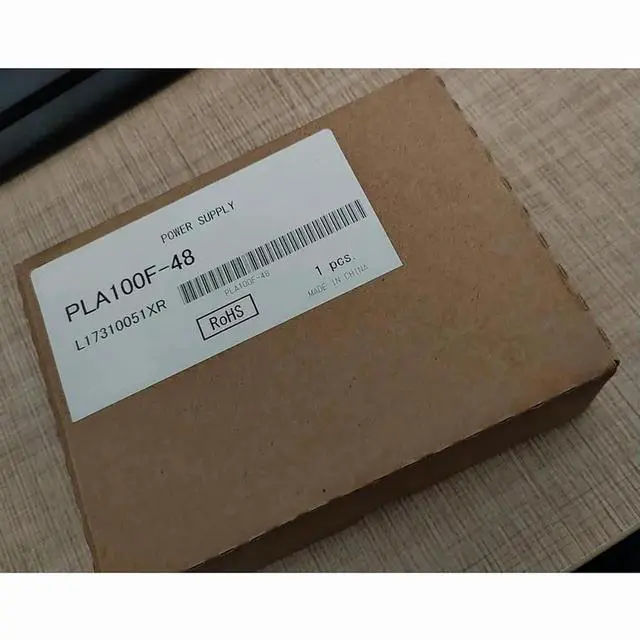 POWER SUPPLY
PLA100F-48
PLA100F-48
1 pcs.
L17310051XR
RoHS
MADE IN CHINA